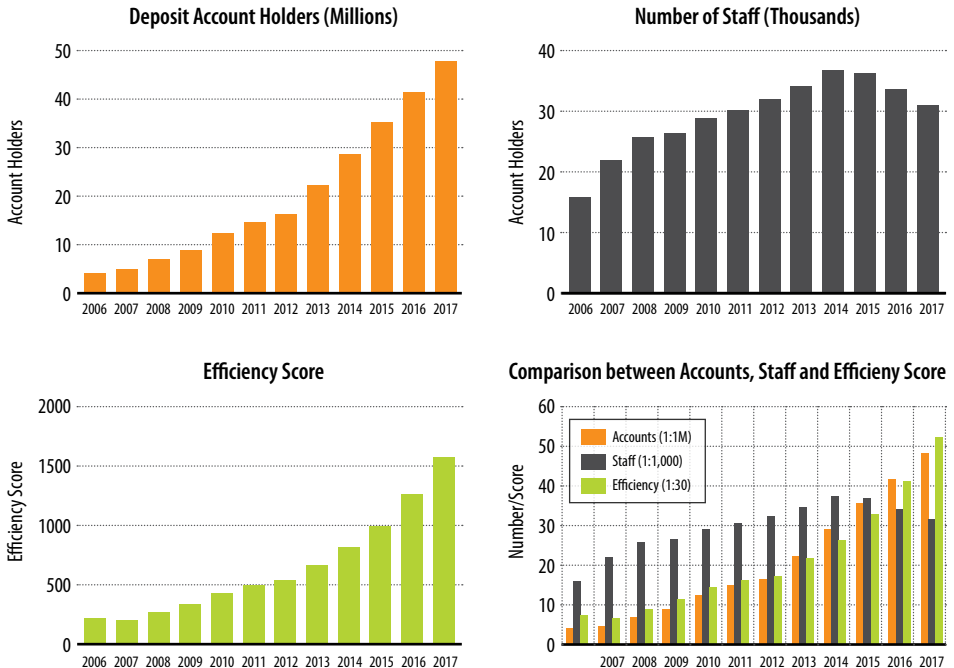 Deposit Account Holders (Millions)
50
40
30
20
10
0
Account Holders
2006 2007 2008 2009 2010 2011 2012 2013 2014 2015 2016 2017
Number of Staff (Thousands)
40
30
20
10
0
Account Holders
2006 2007 2008 2009 2010 2011 2012 2013 2014 2015 2016 2017
Efficiency Score
2000
1500
1000
500
0
Efficiency Score
2006 2007 2008 2009 2010 2011 2012 2013 2014 2015 2016 2017
Comparison between Accounts, Staff and Efficieny Score
60
50
40
30
20
10
0
Number/Score
Accounts (1:1M)
Staff (1:1,000)
Efficiency (1:30)
2007 2008 2009 2010 2011 2012 2013 2014 2015 2016 2017